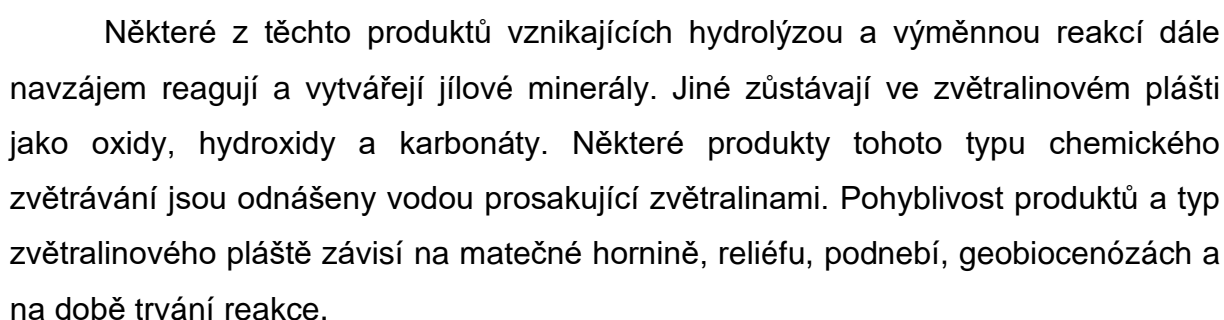 Některé z těchto produktů vznikajících hydrolýzou a výměnnou reakcí dále
navzájem reagují a vytvářejí jílové minerály. Jiné zůstávají ve zvětralinovém plášti
jako oxidy, hydroxidy a karbonáty. Některé produkty tohoto typu chemického
zvětrávání jsou odnášeny vodou prosakující zvětralinami. Pohyblivost produktů a typ
zvětralinového pláště závisí na matečné hornině, reliéfu, podnebí, geobiocenózách a
na době trvání reakce.